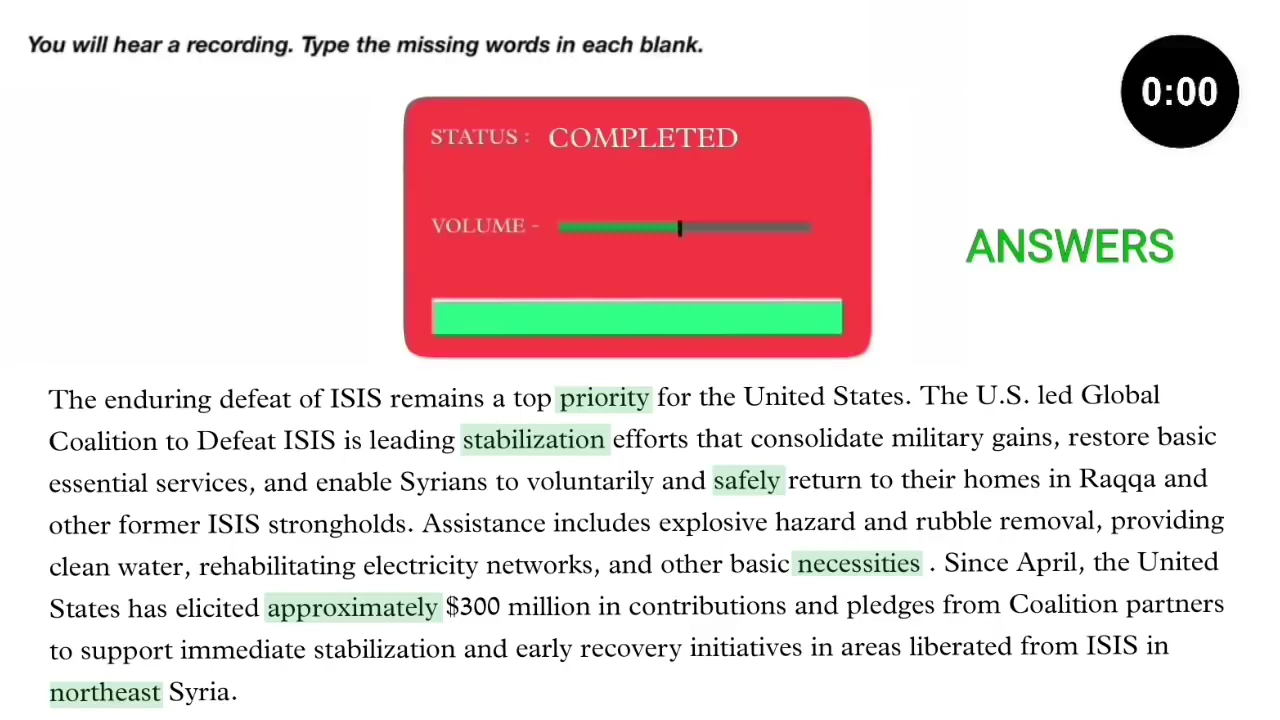 You will hear a recording. Type the missing words in each blank.
0:00
STATUS : COMPLETED
VOLUME -
ANSWERS
The enduring defeat of ISIS remains a top priority for the United States. The U.S. led Global
Coalition to Defeat ISIS is leading stabilization efforts that consolidate military gains, restore basic
essential services, and enable Syrians to voluntarily and safely return to their homes in Raqqa and
other former ISIS strongholds. Assistance includes explosive hazard and rubble removal, providing
clean water, rehabilitating electricity networks, and other basic necessities . Since April, the United
States has elicited approximately $300 million in contributions and pledges from Coalition partners
to support immediate stabilization and early recovery initiatives in areas liberated from ISIS in
northeast Syria.